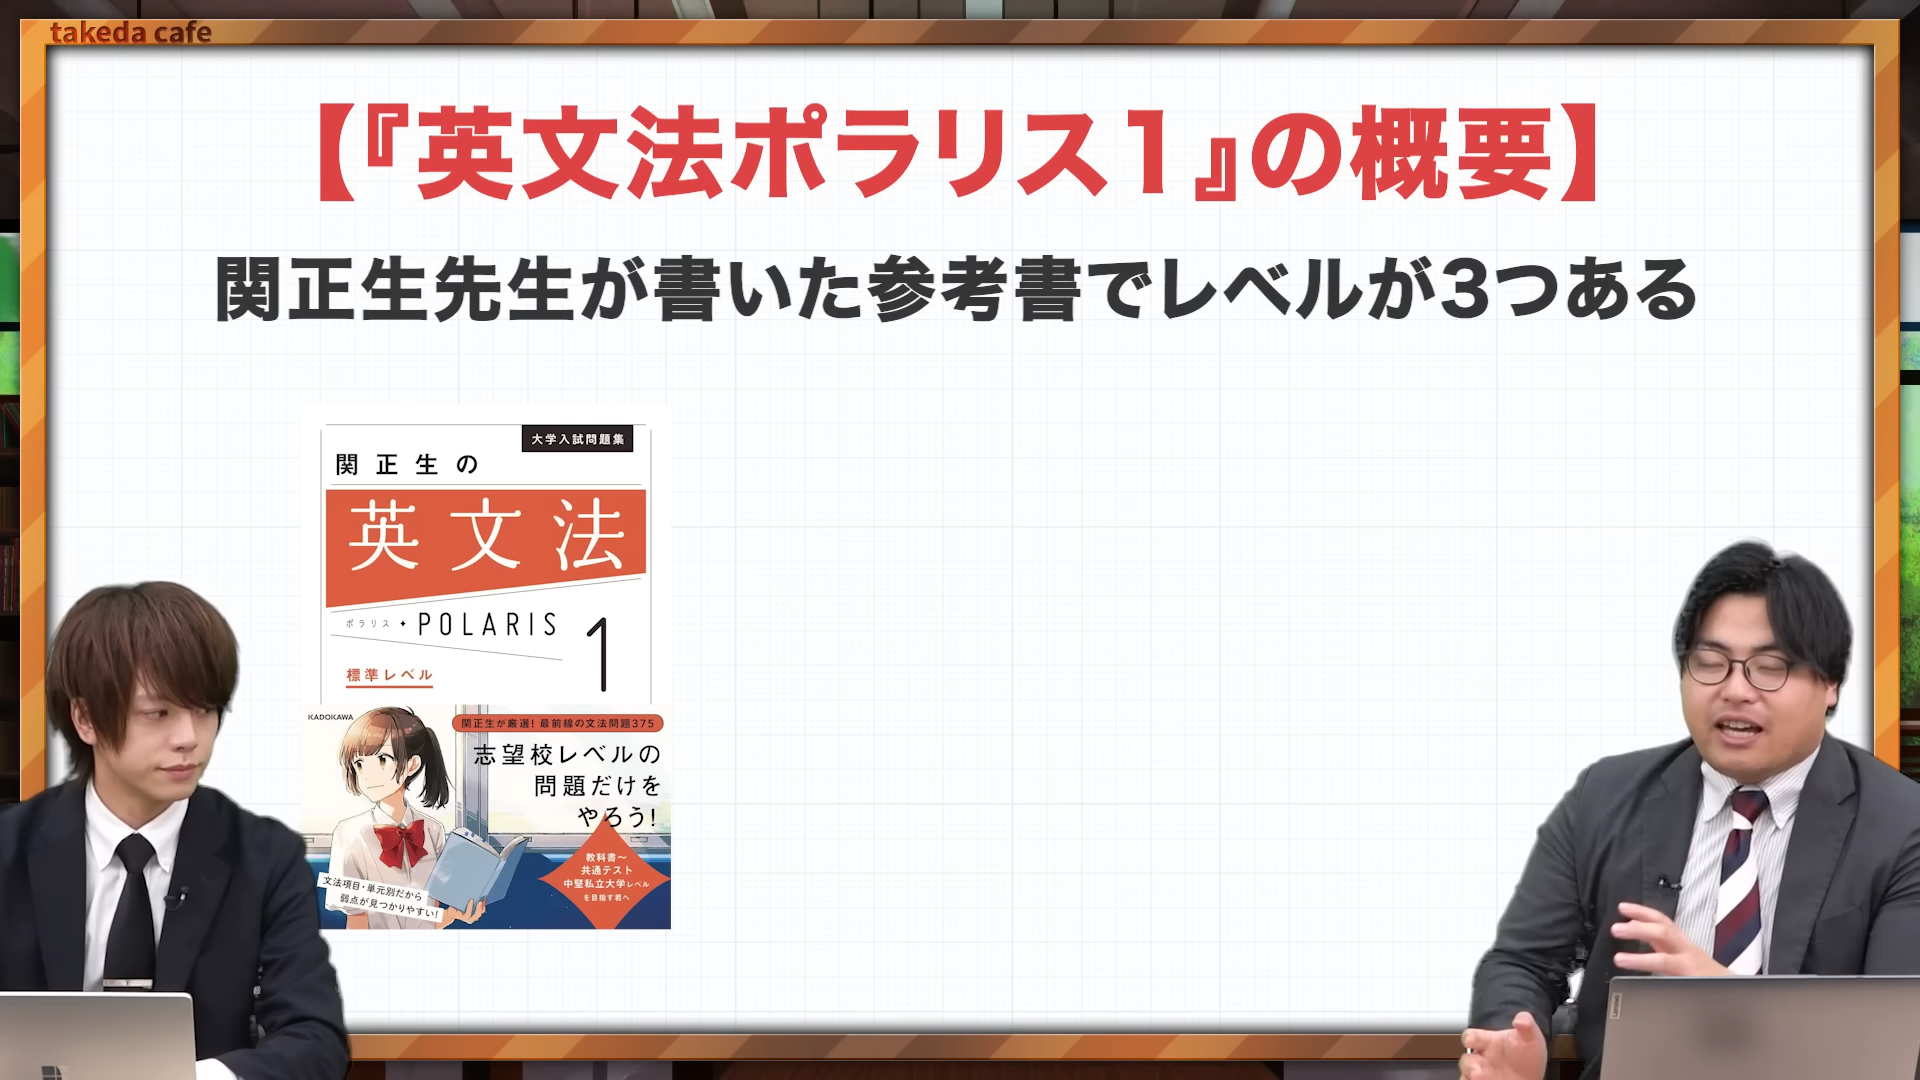 takeda cafe
【『英文法ポラリス1』の概要】
関正生先生が書いた参考書でレベルが3つある
大学入試問題集
関正生の
英文法
ポラリス✦POLARIS 1
標準レベル
KADOKAWA
関正生が厳選! 最前線の文法問題375
志望校レベルの
問題だけを
やろう!
教科書〜
共通テスト
中堅私立大学レベル
を目指す君へ
文法項目・単元別だから
弱点が見つかりやすい!
Lenovo